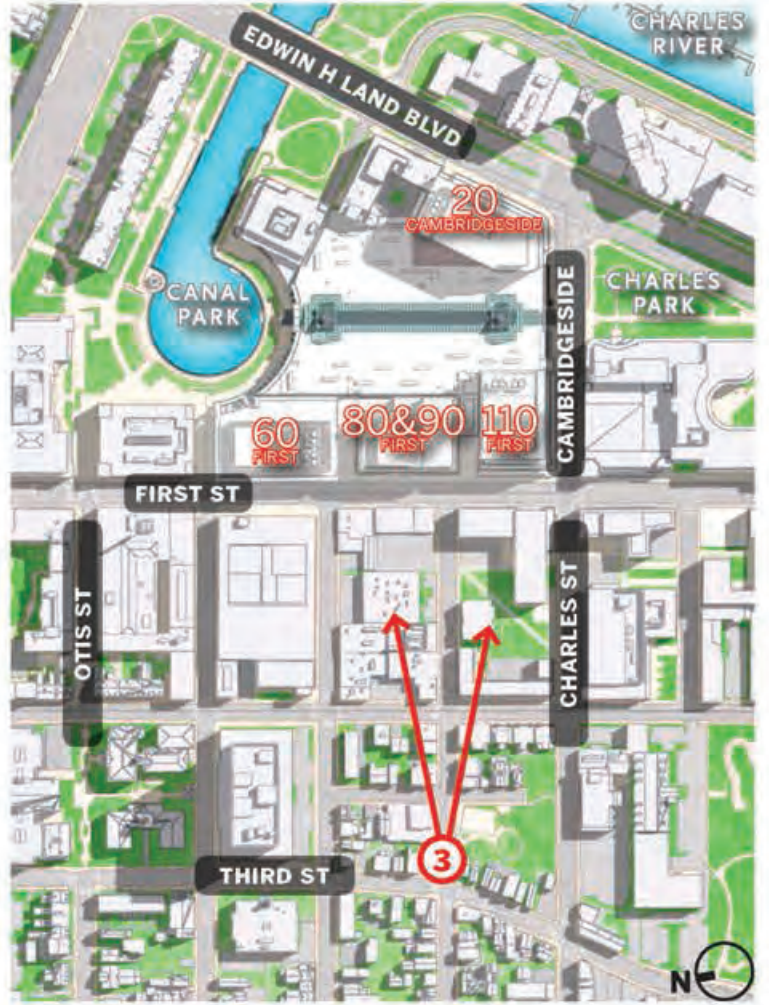 CHARLES
RIVER
EDWIN H LAND BLVD
20
CAMBRIDGESIDE
CANAL
PARK
CHARLES
PARK
CAMBRIDGESIDE
60
FIRST
80&90
FIRST
110
FIRST
FIRST ST
OTIS ST
CHARLES ST
3
THIRD ST
N